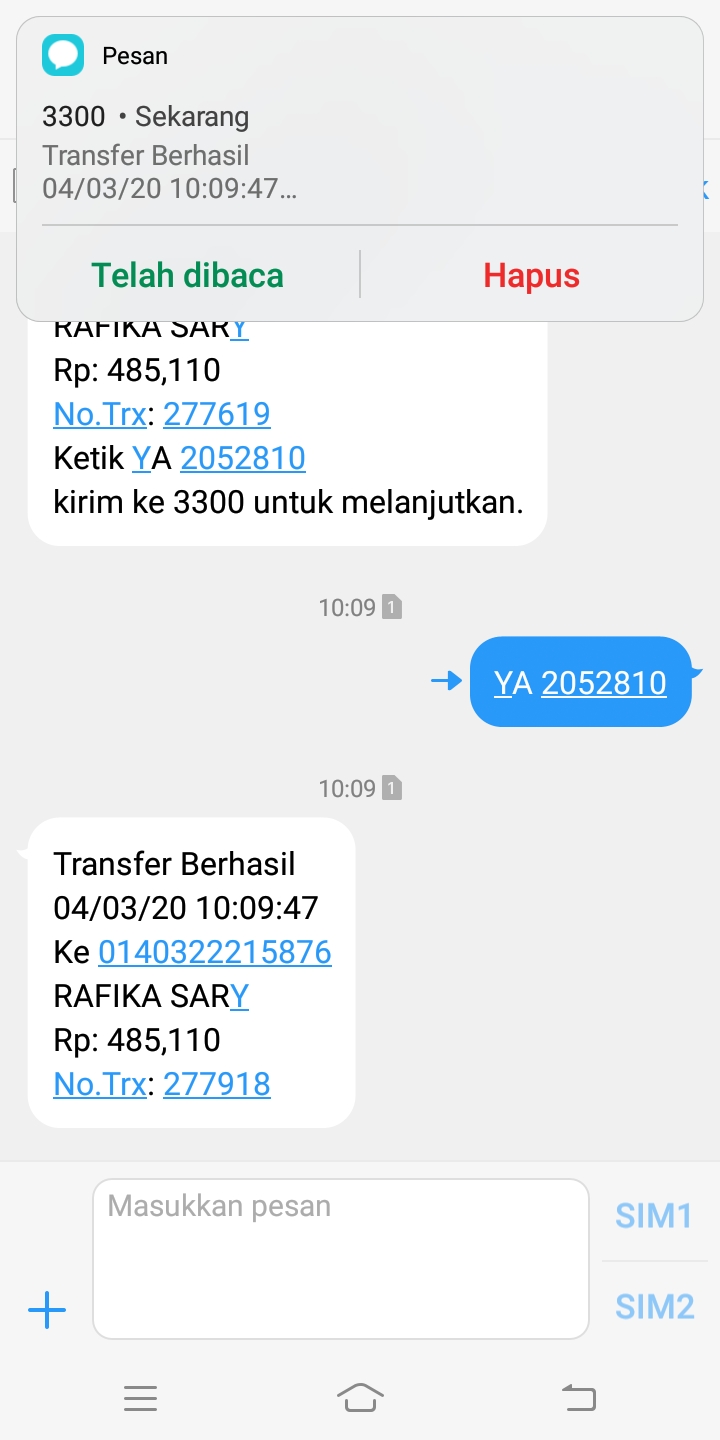 Pesan
3300 • Sekarang
Transfer Berhasil
04/03/20 10:09:47...
Telah dibaca
Hapus
k
RAFIKA SARY
Rp: 485,110
No.Trx: 277619
Ketik YA 2052810
kirim ke 3300 untuk melanjutkan.
10:09 1
YA 2052810
10:09 1
Transfer Berhasil
04/03/20 10:09:47
Ke 0140322215876
RAFIKA SARY
Rp: 485,110
No.Trx: 277918
Masukkan pesan
SIM1
SIM2